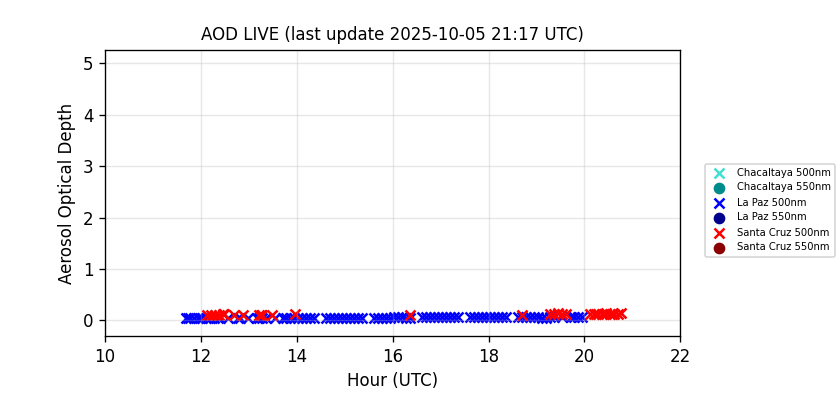 AOD LIVE (last update 2025-10-05 21:17 UTC)
Aerosol Optical Depth
5
4
3
2
1
0
10 12 14 16 18 20 22
Hour (UTC)
Chacaltaya 500nm
Chacaltaya 550nm
La Paz 500nm
La Paz 550nm
Santa Cruz 500nm
Santa Cruz 550nm